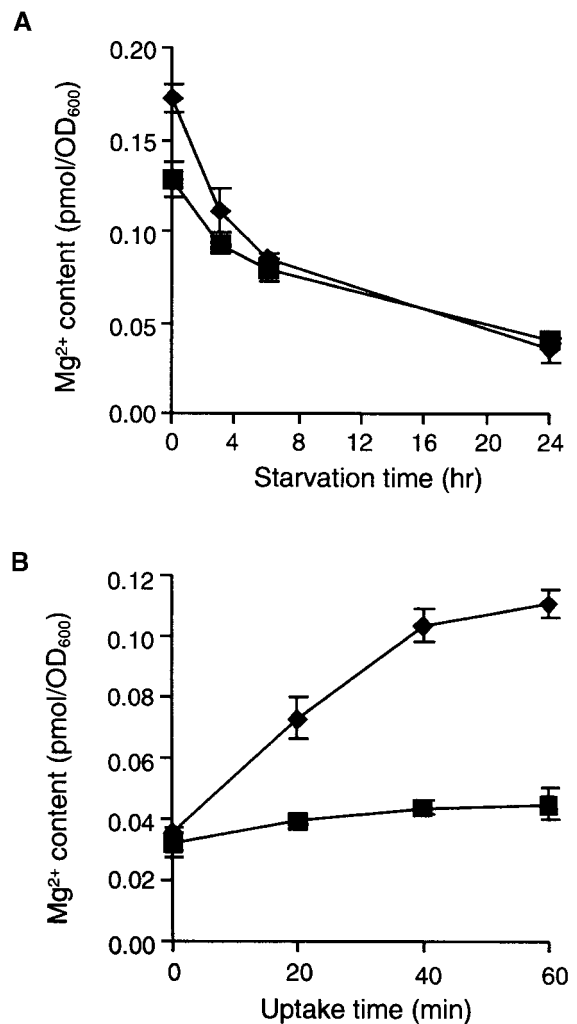 A
Mg²⁺ content (pmol/OD₆₀₀)
0.20
0.15
0.10
0.05
0.00
0 4 8 12 16 20 24
Starvation time (hr)
B
Mg²⁺ content (pmol/OD₆₀₀)
0.12
0.10
0.08
0.06
0.04
0.02
0.00
0 20 40 60
Uptake time (min)